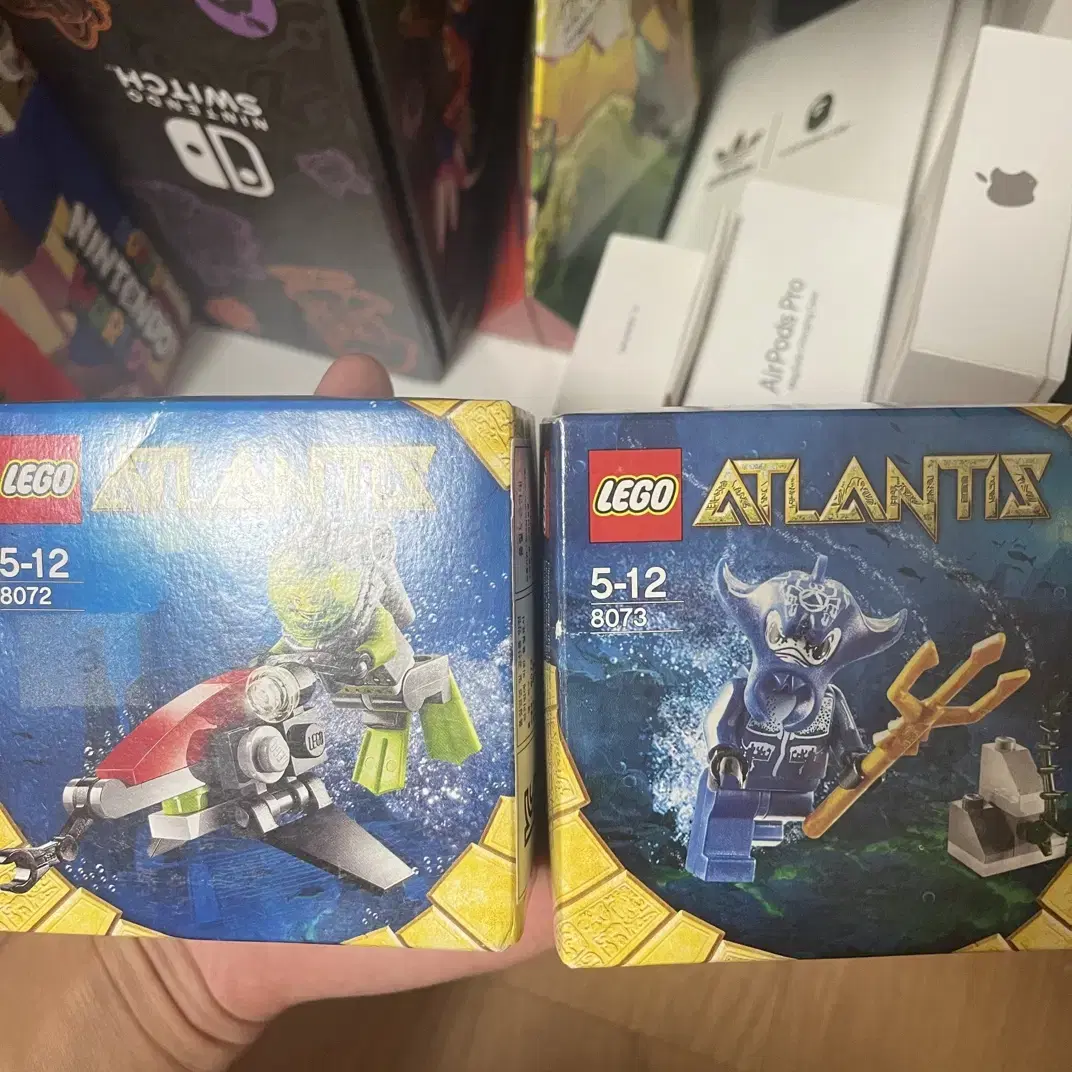 NINTENDO
SWITCH
NINTENDO
AirPods Pro
LEGO
ATLANTIS
5-12
8072
LEGO
LEGO
ATLANTIS
5-12
8073